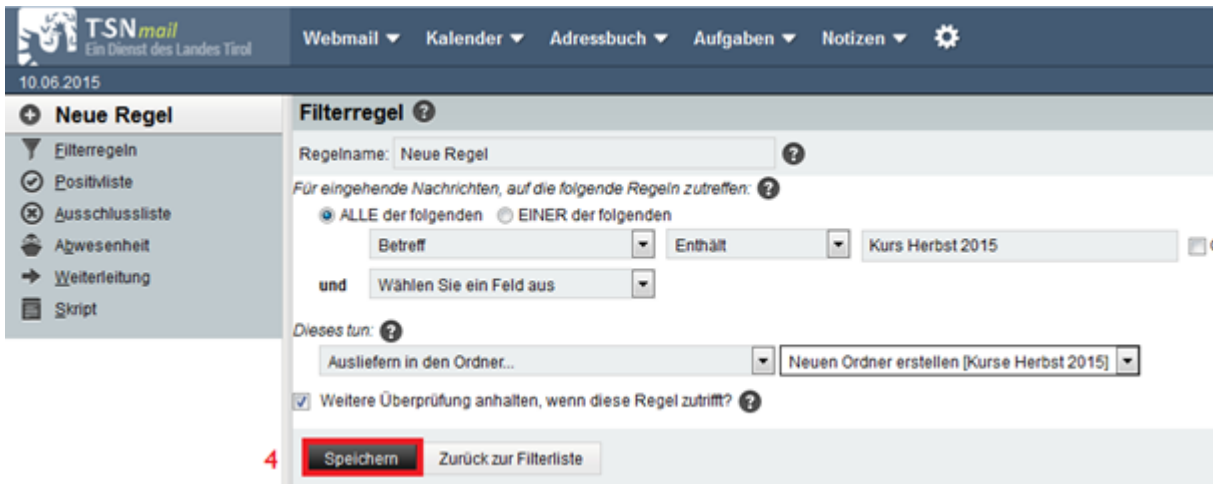 TSNmail
Ein Dienst des Landes Tirol
Webmail Kalender Adressbuch Aufgaben Notizen
10.06.2015
Neue Regel
Filterregeln
Positivliste
Ausschlussliste
Abwesenheit
Weiterleitung
Skript
Filterregel ?
Regelname: Neue Regel ?
Für eingehende Nachrichten, auf die folgende Regeln zutreffen: ?
ALLE der folgenden EINER der folgenden
Betreff Enthält Kurs Herbst 2015
und Wählen Sie ein Feld aus
Dieses tun: ?
Ausliefern in den Ordner... Neuen Ordner erstellen [Kurse Herbst 2015]
Weitere Überprüfung anhalten, wenn diese Regel zutrifft? ?
4 Speichern Zurück zur Filterliste